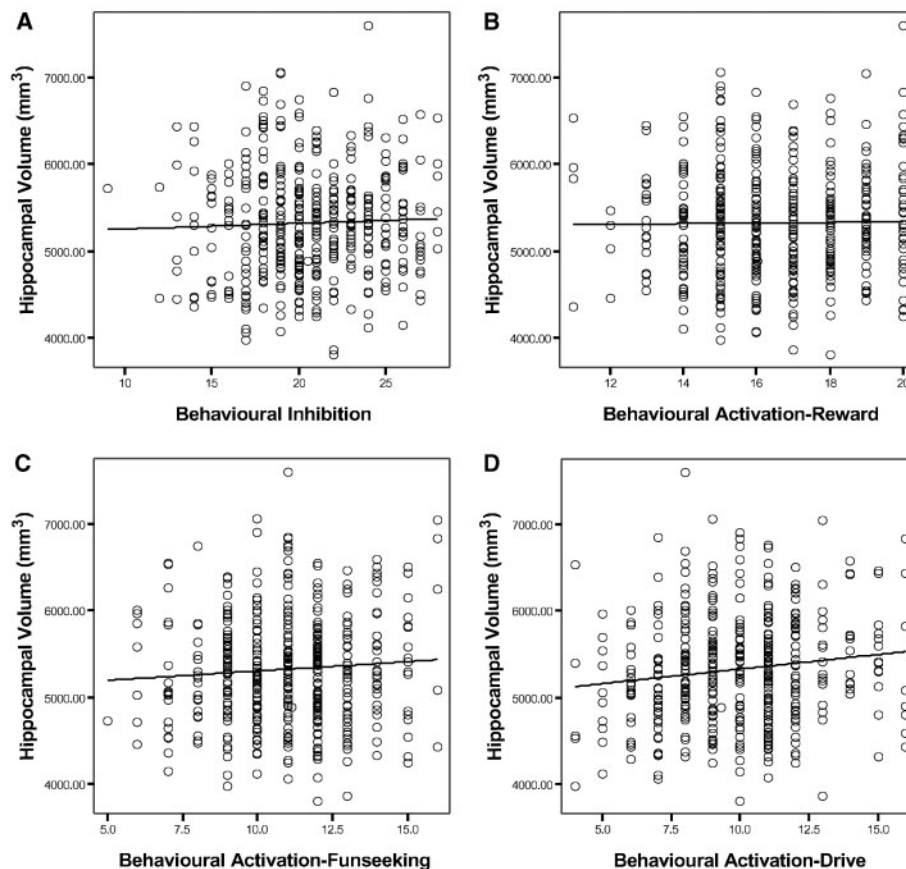 A
Hippocampal Volume (mm³)
7000.00
6000.00
5000.00
4000.00
10 15 20 25
Behavioural Inhibition
B
Hippocampal Volume (mm³)
7000.00
6000.00
5000.00
4000.00
12 14 16 18 20
Behavioural Activation-Reward
C
Hippocampal Volume (mm³)
7000.00
6000.00
5000.00
4000.00
5.0 7.5 10.0 12.5 15.0
Behavioural Activation-Funseeking
D
Hippocampal Volume (mm³)
7000.00
6000.00
5000.00
4000.00
5.0 7.5 10.0 12.5 15.0
Behavioural Activation-Drive